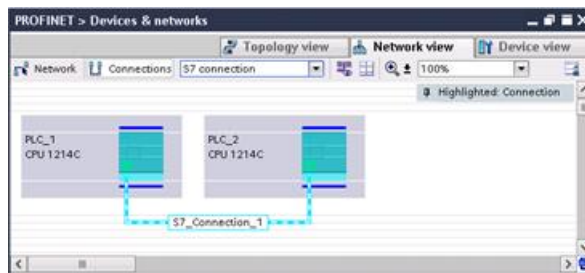 PROFINET > Devices & networks
Topology view Network view Device view
Network Connections S7 connection 100%
Highlighted: Connection
PLC_1
CPU 1214C
PLC_2
CPU 1214C
S7_Connection_1